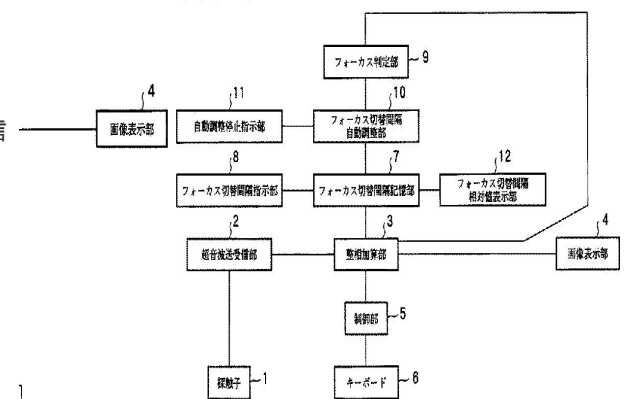 フォーカス判定部
9
4
11
10
言
画像表示部
自動調整停止指示部
フォーカス切替間隔
自動調整部
8
7
12
フォーカス切替間隔指示部
フォーカス切替間隔記憶部
フォーカス切替間隔
相対値表示部
2
3
4
超音波送受信部
整相加算部
画像表示部
制御部
5
探触子
1
キーボード
6